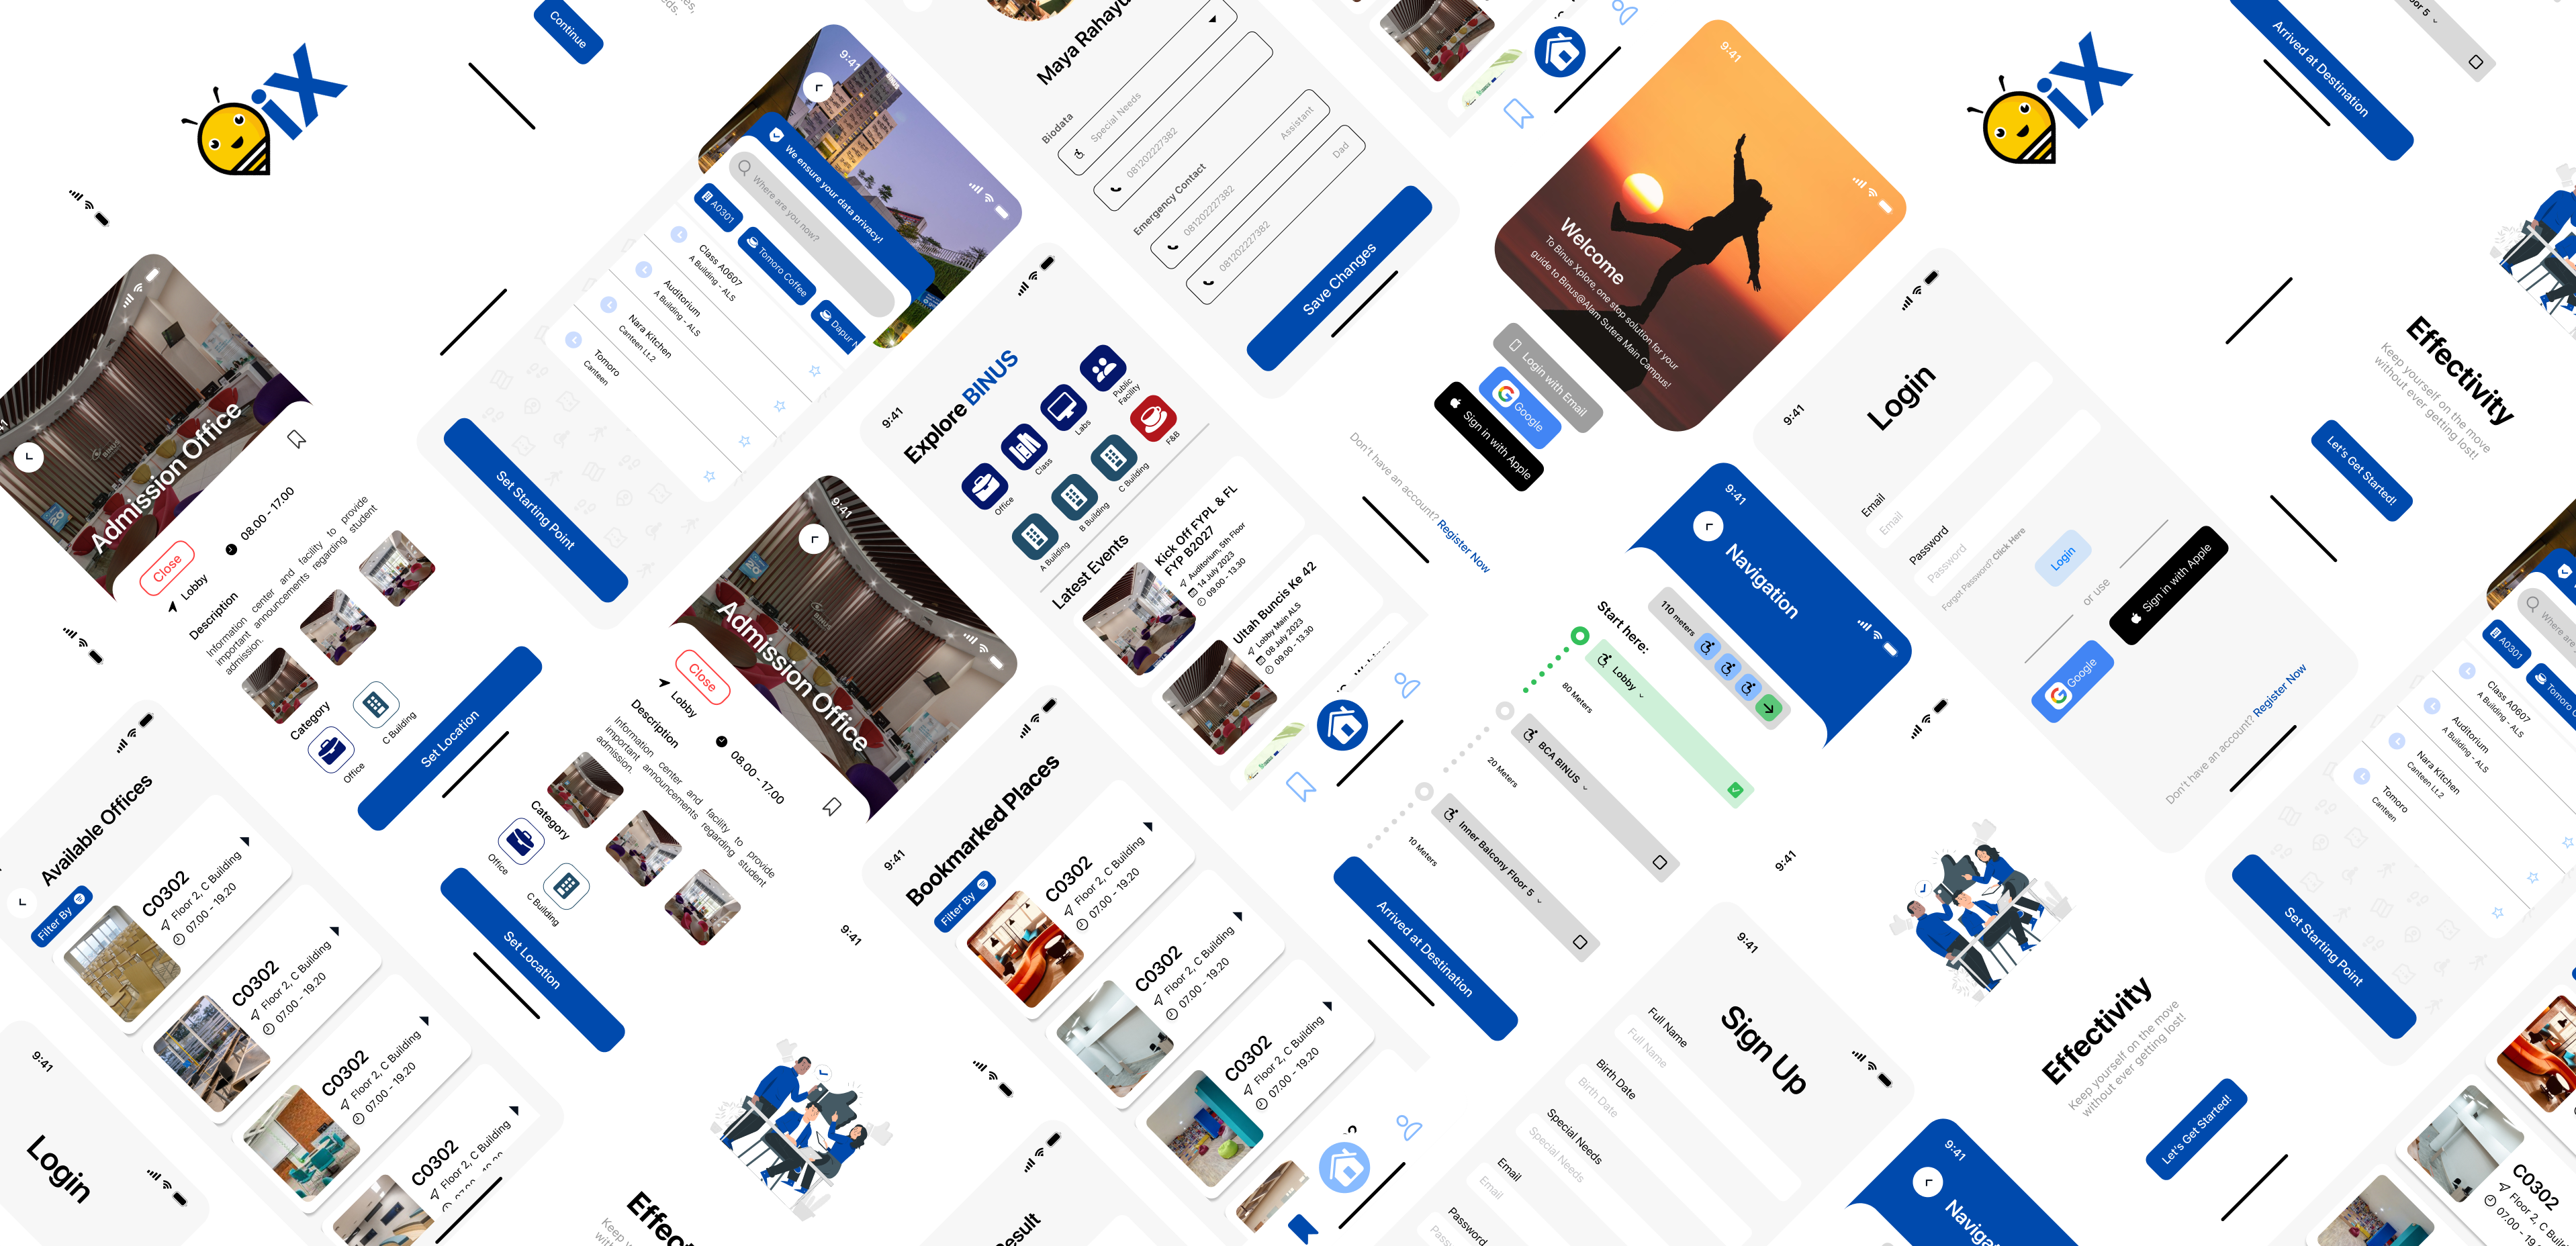 iX
Continue
9:41
We ensure your data privacy!
Where are you now?
A0301
Tomoro Coffee
Dapur N
Class A0607
A Building - ALS
Auditorium
A Building - ALS
Nara Kitchen
Canteen Lt.2
Tomoro
Canteen
Set Starting Point
Maya Rahayu
Biodata
Special Needs
081202227382
Emergency Contact
081202227382
Assistant
081202227382
Dad
Save Changes
9:41
Welcome
To Binus Xplore, one stop solution for your
guide to Binus@Alam Sutera Main Campus!
Login with Email
Google
Sign in with Apple
Don't have an account? Register Now
iX
Arrived at Destination
Effectivity
Keep yourself on the move
without ever getting lost!
Let's Get Started!
Admission Office
Close
08.00 - 17.00
Lobby
Description
Information center and facility to provide
important announcements regarding student
admission.
Category
Office
C Building
Set Location
9:41
Explore BINUS
Office
Class
Labs
Public
Facility
A Building
B Building
C Building
F&B
Latest Events
Kick Off FYPL & FL
FYP B2027
Auditorium, 5th Floor
14 July 2023
09.00 - 13.30
Ultah Buncis Ke 42
Lobby Main ALS
08 July 2023
09.00 - 13.30
9:41
Login
Email
Email
Password
Password
Forgot Password? Click Here
Login
or use
Sign in with Apple
Google
Don't have an account? Register Now
9:41
Admission Office
Close
08.00 - 17.00
Lobby
Description
Information center and facility to provide
important announcements regarding student
admission.
Category
Office
C Building
Set Location
9:41
Navigation
110 meters
Start here:
Lobby
80 Meters
BCA BINUS
20 Meters
Inner Balcony Floor 5
10 Meters
Arrived at Destination
Available Offices
Filter By
C0302
Floor 2, C Building
07.00 - 19.20
C0302
Floor 2, C Building
07.00 - 19.20
C0302
Floor 2, C Building
07.00 - 19.20
C0302
Floor 2, C Building
9:41
Bookmarked Places
Filter By
C0302
Floor 2, C Building
07.00 - 19.20
C0302
Floor 2, C Building
07.00 - 19.20
C0302
Floor 2, C Building
07.00 - 19.20
9:41
Sign Up
Full Name
Full Name
Birth Date
Birth Date
Special Needs
Special Needs
Email
Email
Password
9:41
Effectivity
Keep yourself on the move
without ever getting lost!
Let's Get Started!
A0301
Class A0607
A Building - ALS
Auditorium
A Building - ALS
Nara Kitchen
Canteen Lt.2
Tomoro
Canteen
Set Starting Point
9:41
Login
9:41
9:41
C0302